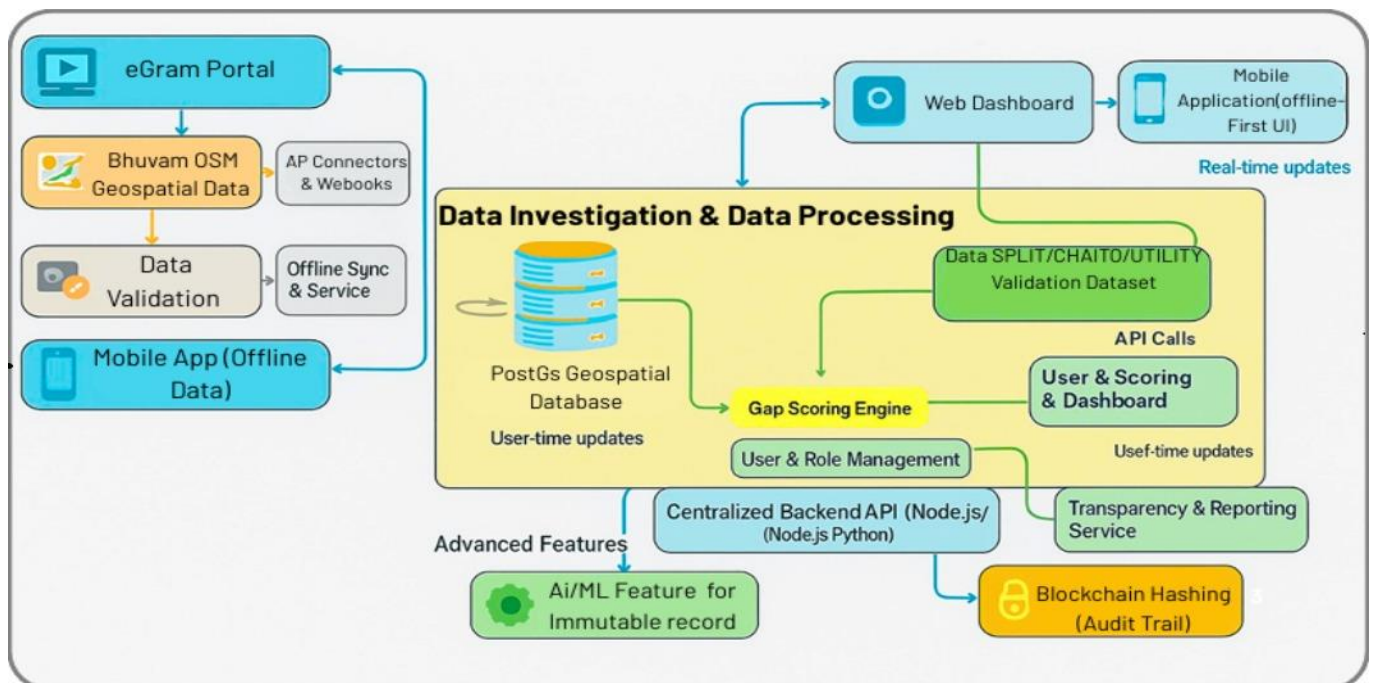 eGram Portal
Bhuvam OSM
Geospatial Data
AP Connectors
& Webooks
Data
Validation
Offline Sync
& Service
Mobile App (Offline
Data)
Web Dashboard
Mobile
Application(offline-
First UI)
Real-time updates
Data Investigation & Data Processing
Data SPLIT/CHAITO/UTILITY
Validation Dataset
API Calls
PostGs Geospatial
Database
User-time updates
Gap Scoring Engine
User & Scoring
& Dashboard
Usef-time updates
User & Role Management
Centralized Backend API (Node.js/
(Node.js Python)
Transparency & Reporting
Service
Advanced Features
Ai/ML Feature for
Immutable record
Blockchain Hashing
(Audit Trail)
3